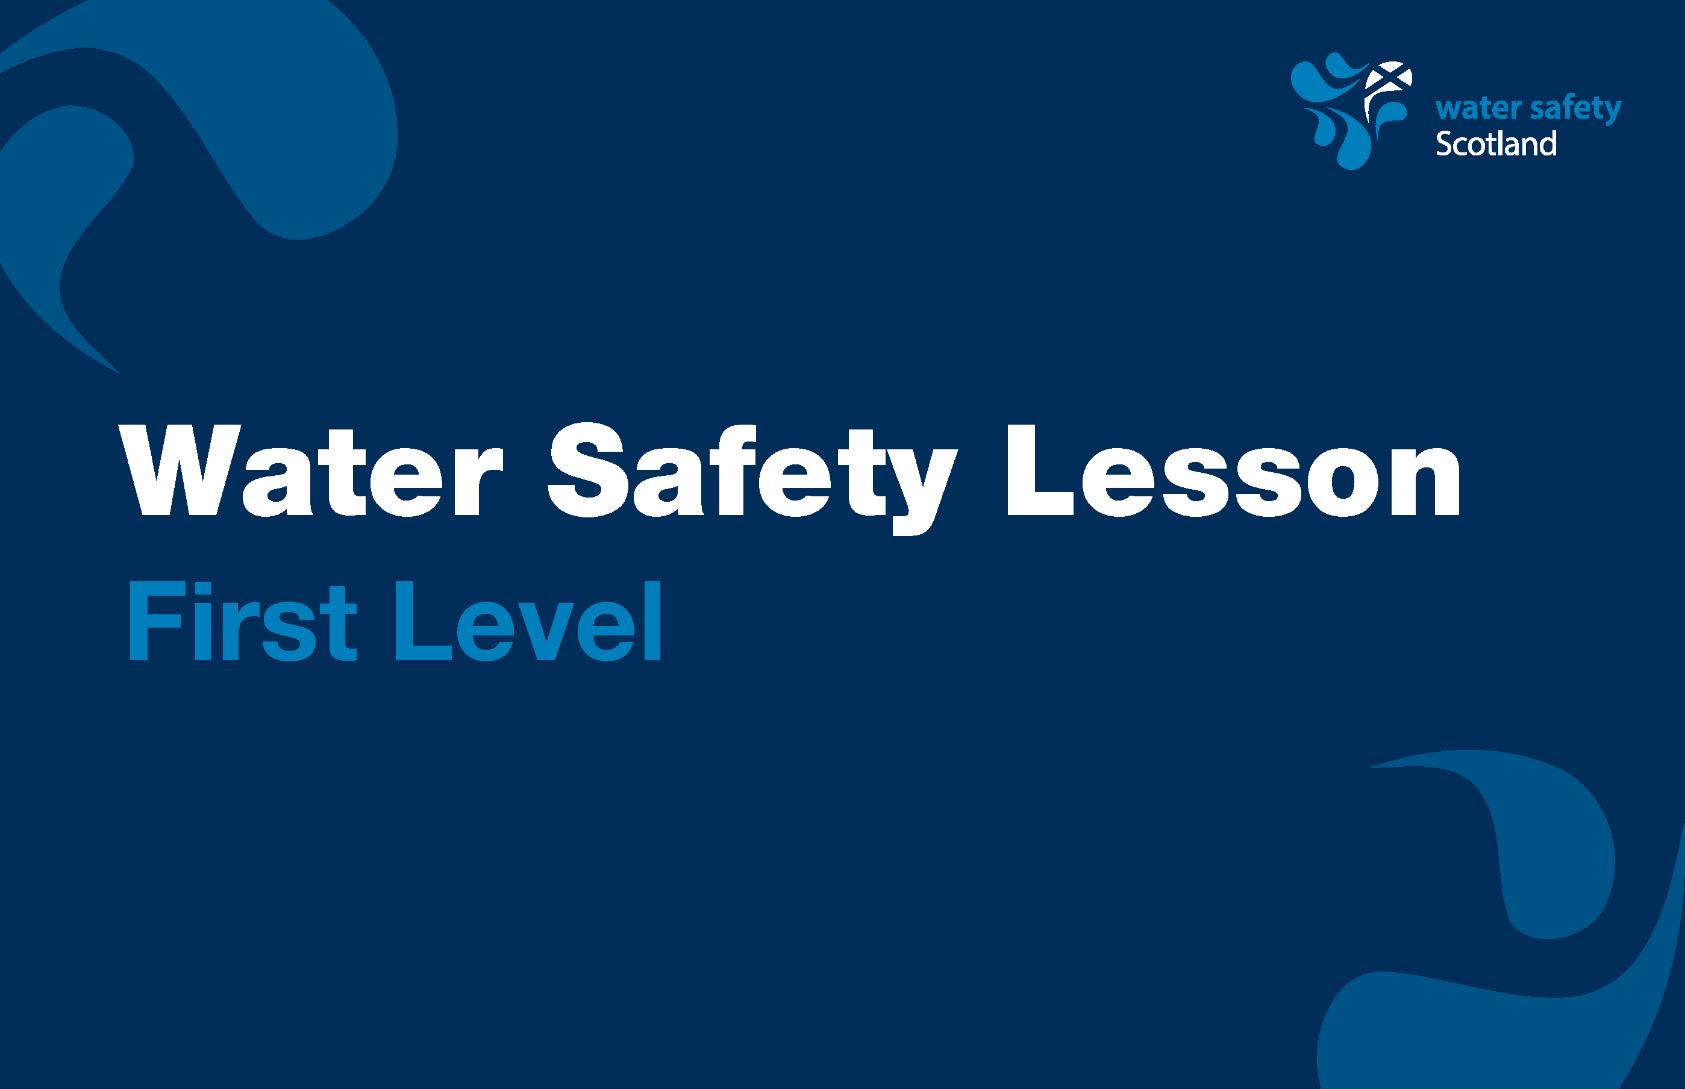 water safety
Scotland
Water Safety Lesson
First Level